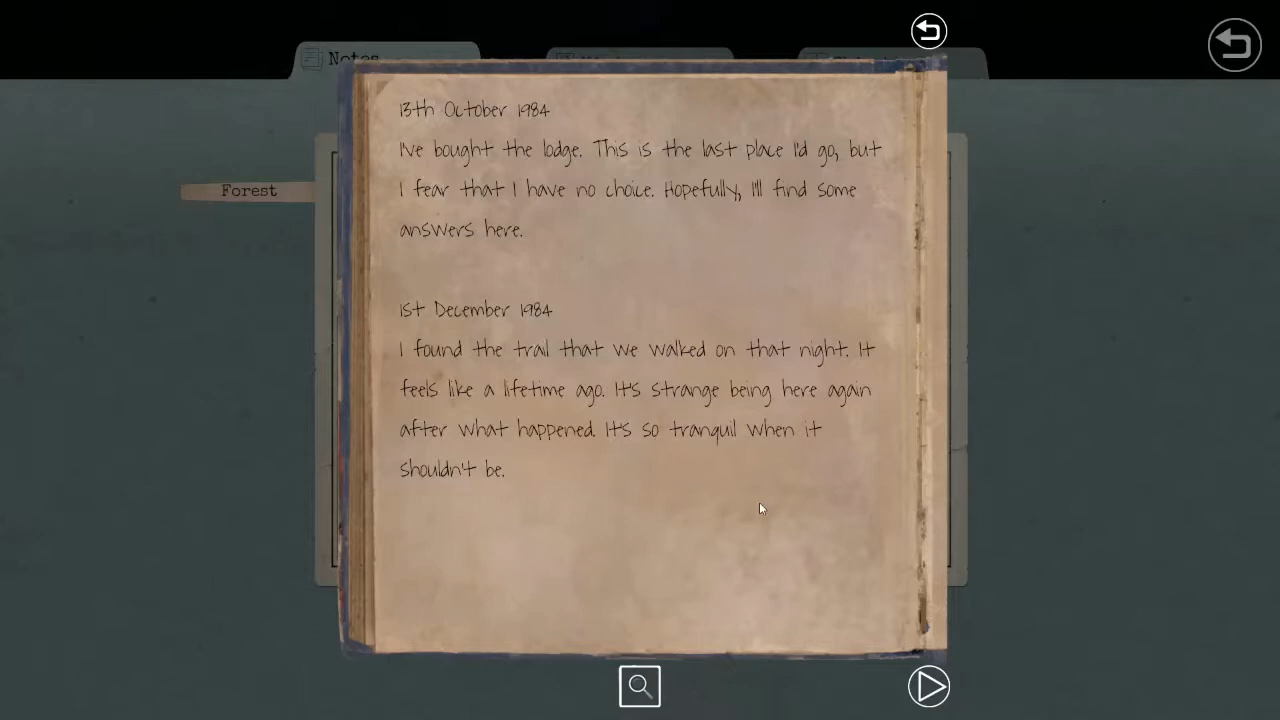 Notes
Forest
13th October 1984
I've bought the lodge. This is the last place I'd go, but
I fear that I have no choice. Hopefully, I'll find some
answers here.
1st December 1984
I found the trail that we walked on that night. It
feels like a lifetime ago. It's strange being here again
after what happened. It's so tranquil when it
shouldn't be.